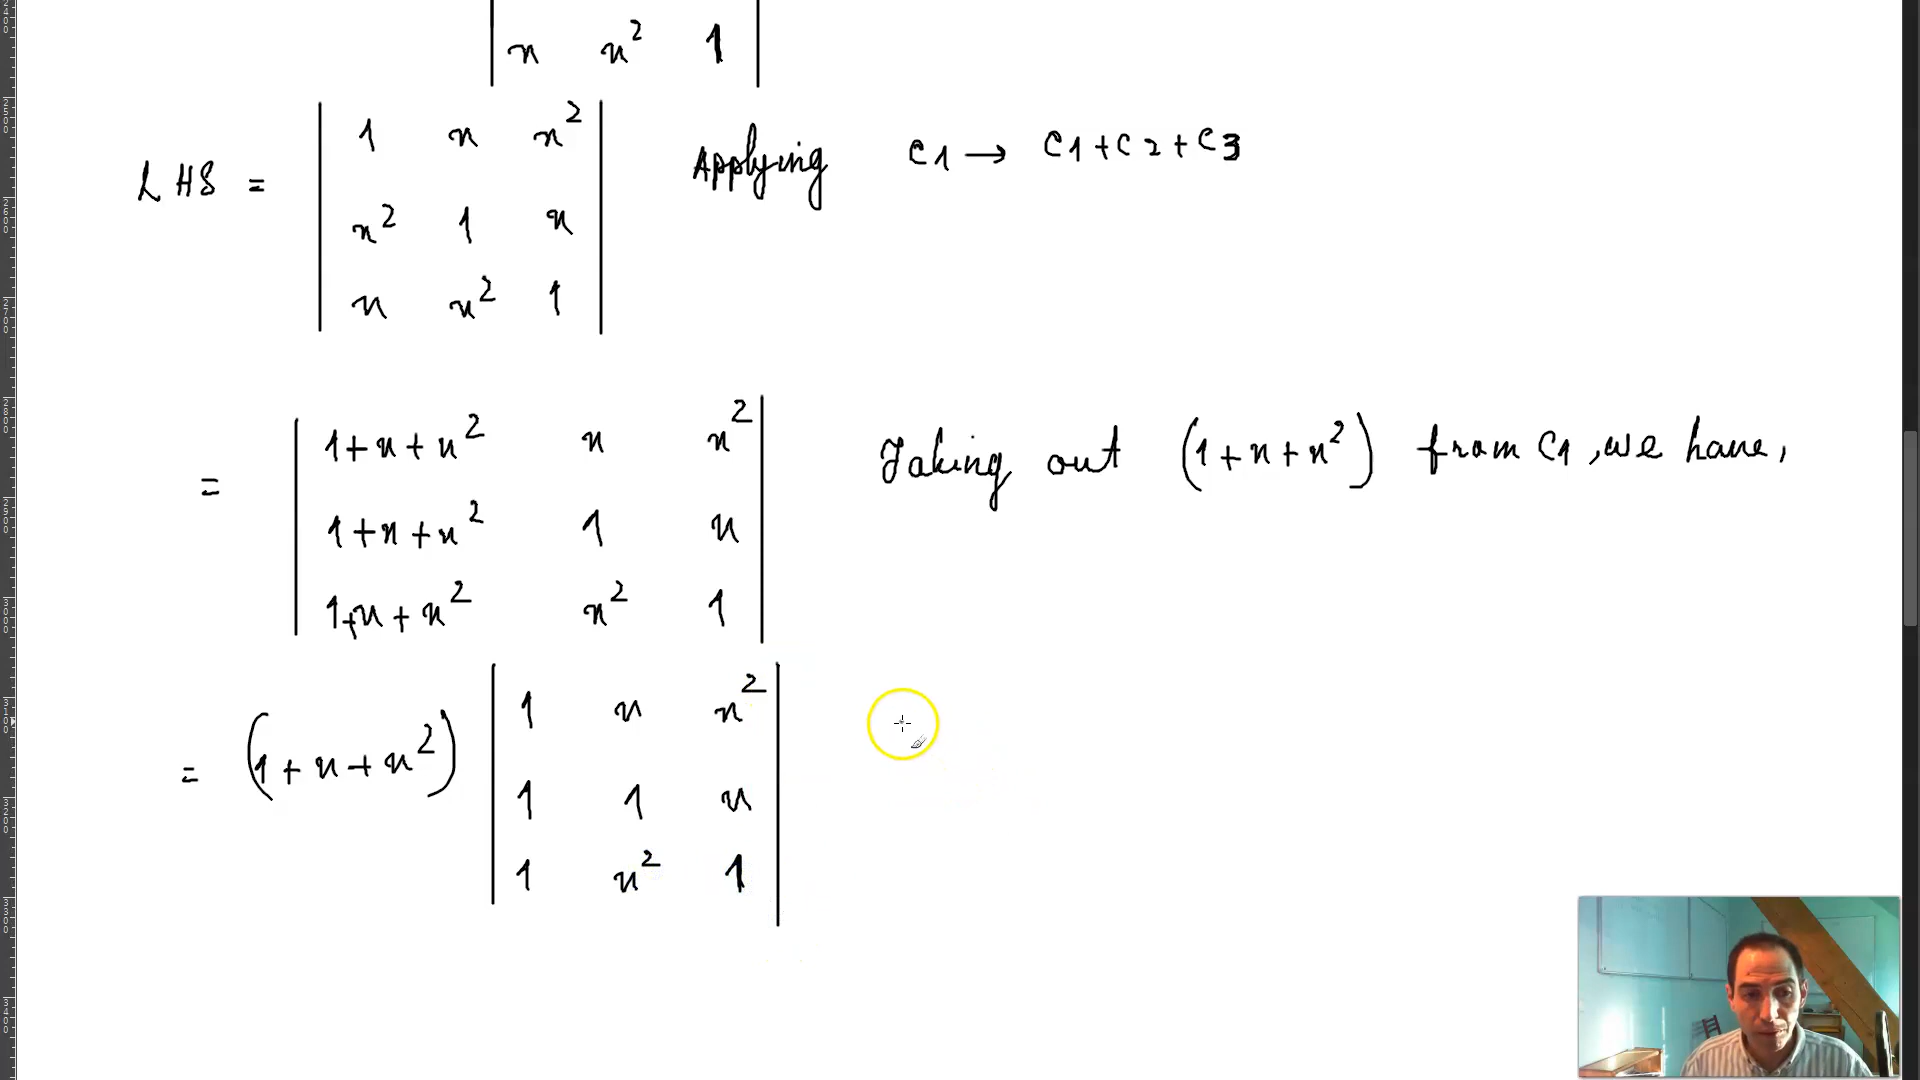 x x² 1
1 x x²
LHS = Applying C1 → C1+C2+C3
x² 1 x
x x² 1
1+x+x² x x²
= Taking out (1+x+x²) from C1, we have,
1+x+x² 1 x
1+x+x² x² 1
1 x x²
= (1+x+x²)
1 1 x
1 x² 1